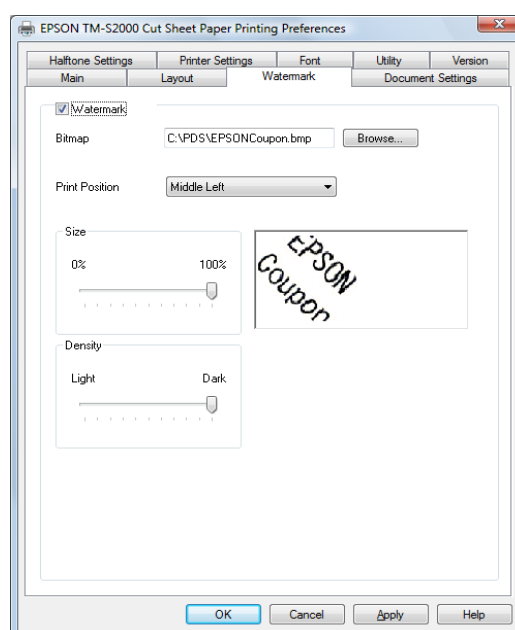 EPSON TM-S2000 Cut Sheet Paper Printing Preferences
Halftone Settings Printer Settings Font Utility Version
Main Layout Watermark Document Settings
Watermark
Bitmap C:\PDS\EPSONCoupon.bmp Browse...
Print Position Middle Left
Size
0% 100%
EPSON
Coupon
Density
Light Dark
OK Cancel Apply Help